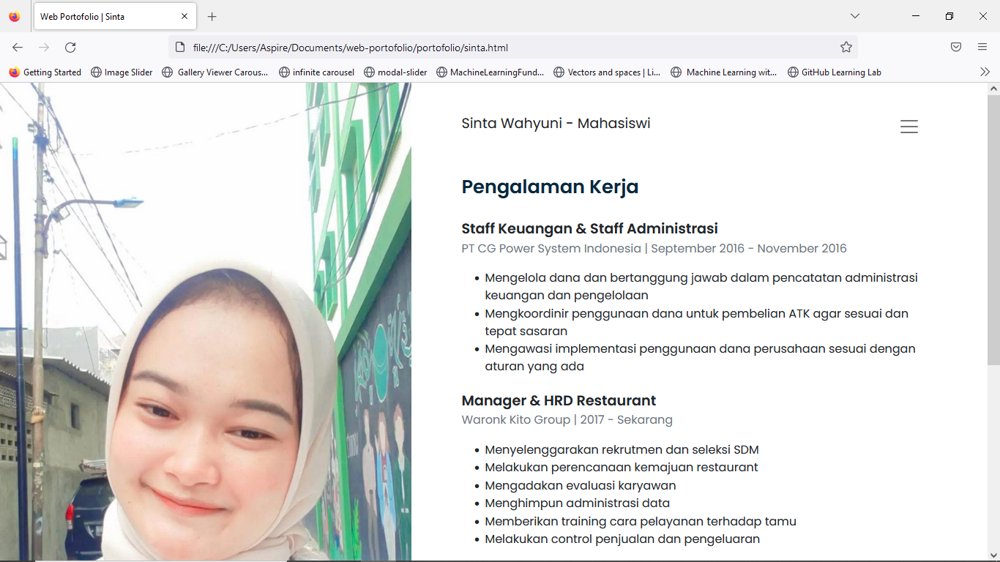 Web Portofolio | Sinta
file:///C:/Users/Aspire/Documents/web-portofolio/portofolio/sinta.html
Getting Started
Image Slider
Gallery Viewer Carous...
infinite carousel
modal-slider
MachineLearningFund...
Vectors and spaces | Li...
Machine Learning wit...
GitHub Learning Lab
Sinta Wahyuni - Mahasiswi
Pengalaman Kerja
Staff Keuangan & Staff Administrasi
PT CG Power System Indonesia | September 2016 - November 2016
• Mengelola dana dan bertanggung jawab dalam pencatatan administrasi
keuangan dan pengelolaan
• Mengkoordinir penggunaan dana untuk pembelian ATK agar sesuai dan
tepat sasaran
• Mengawasi implementasi penggunaan dana perusahaan sesuai dengan
aturan yang ada
Manager & HRD Restaurant
Waronk Kito Group | 2017 - Sekarang
• Menyelenggarakan rekrutmen dan seleksi SDM
• Melakukan perencanaan kemajuan restaurant
• Mengadakan evaluasi karyawan
• Menghimpun administrasi data
• Memberikan training cara pelayanan terhadap tamu
• Melakukan control penjualan dan pengeluaran